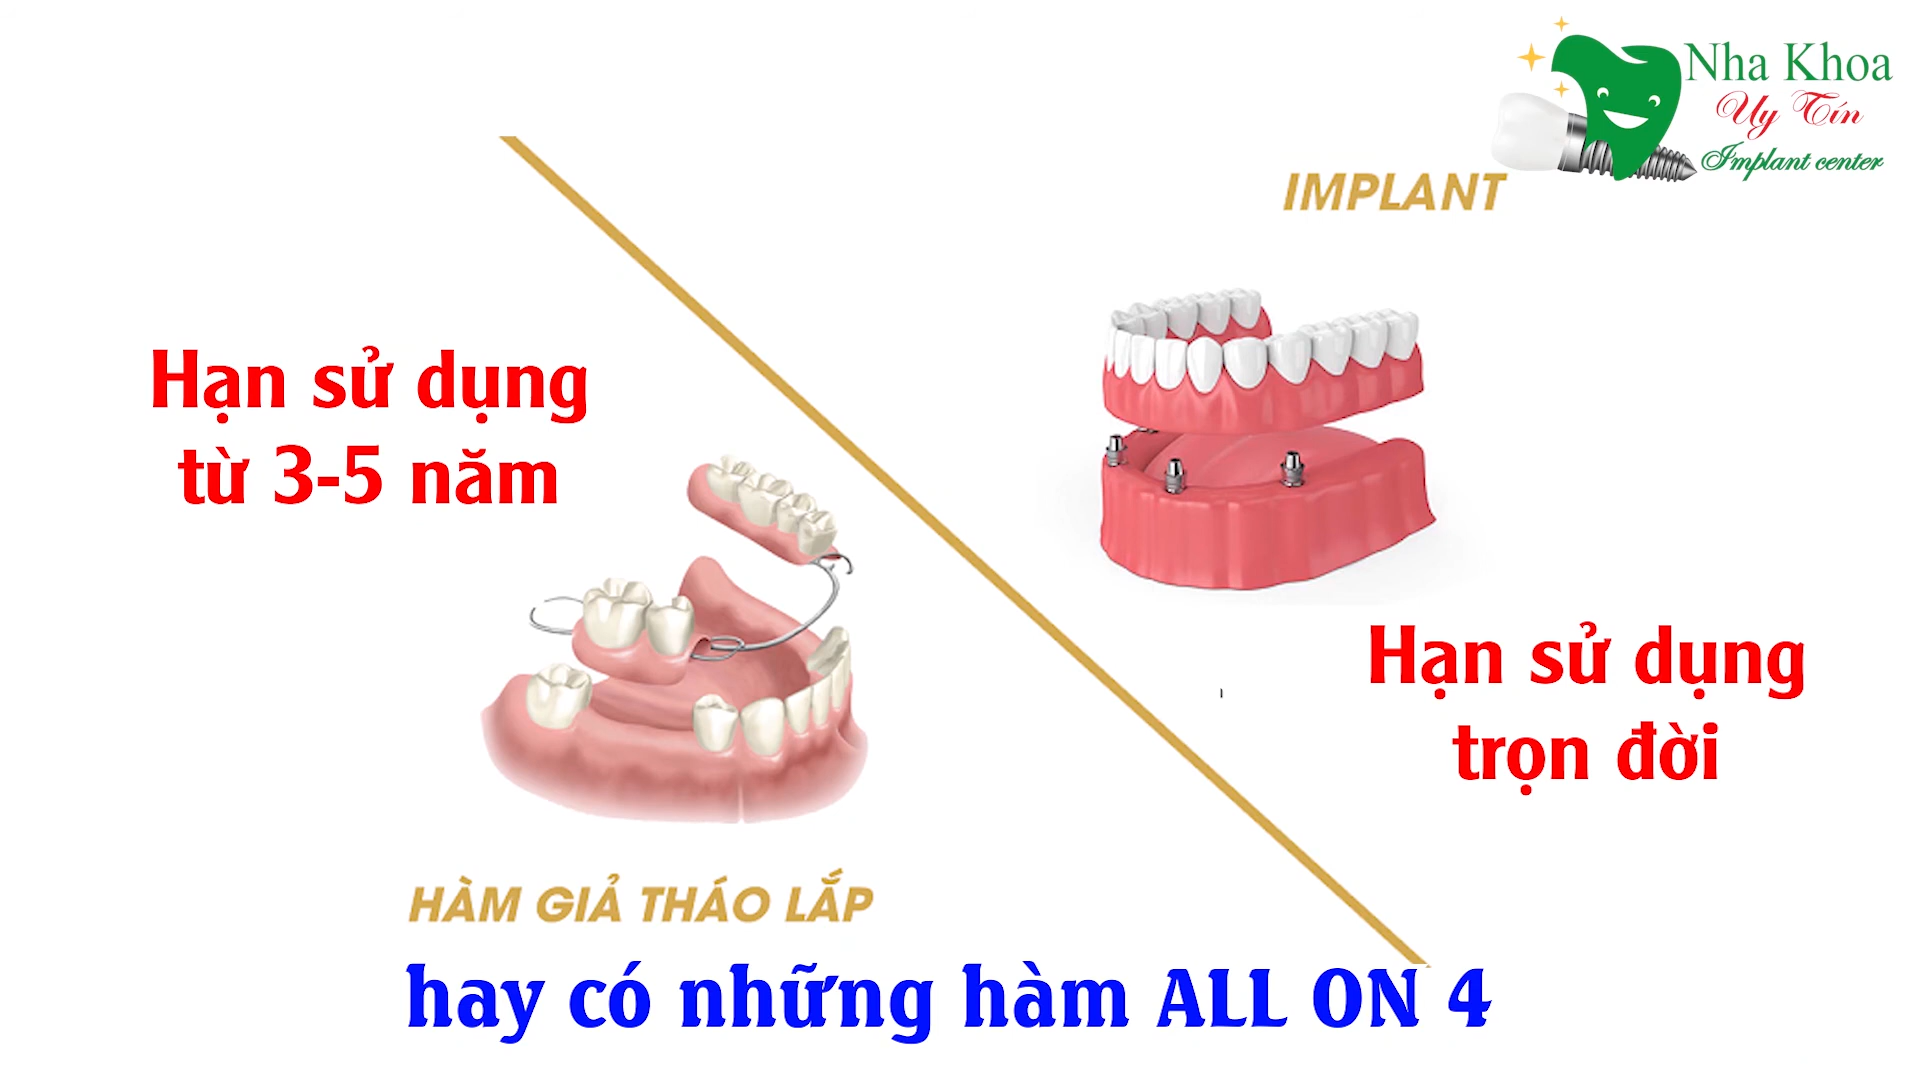 Nha Khoa
Uy Tín
Implant center
IMPLANT
Hạn sử dụng
từ 3-5 năm
Hạn sử dụng
trọn đời
HÀM GIẢ THÁO LẮP
hay có những hàm ALL ON 4